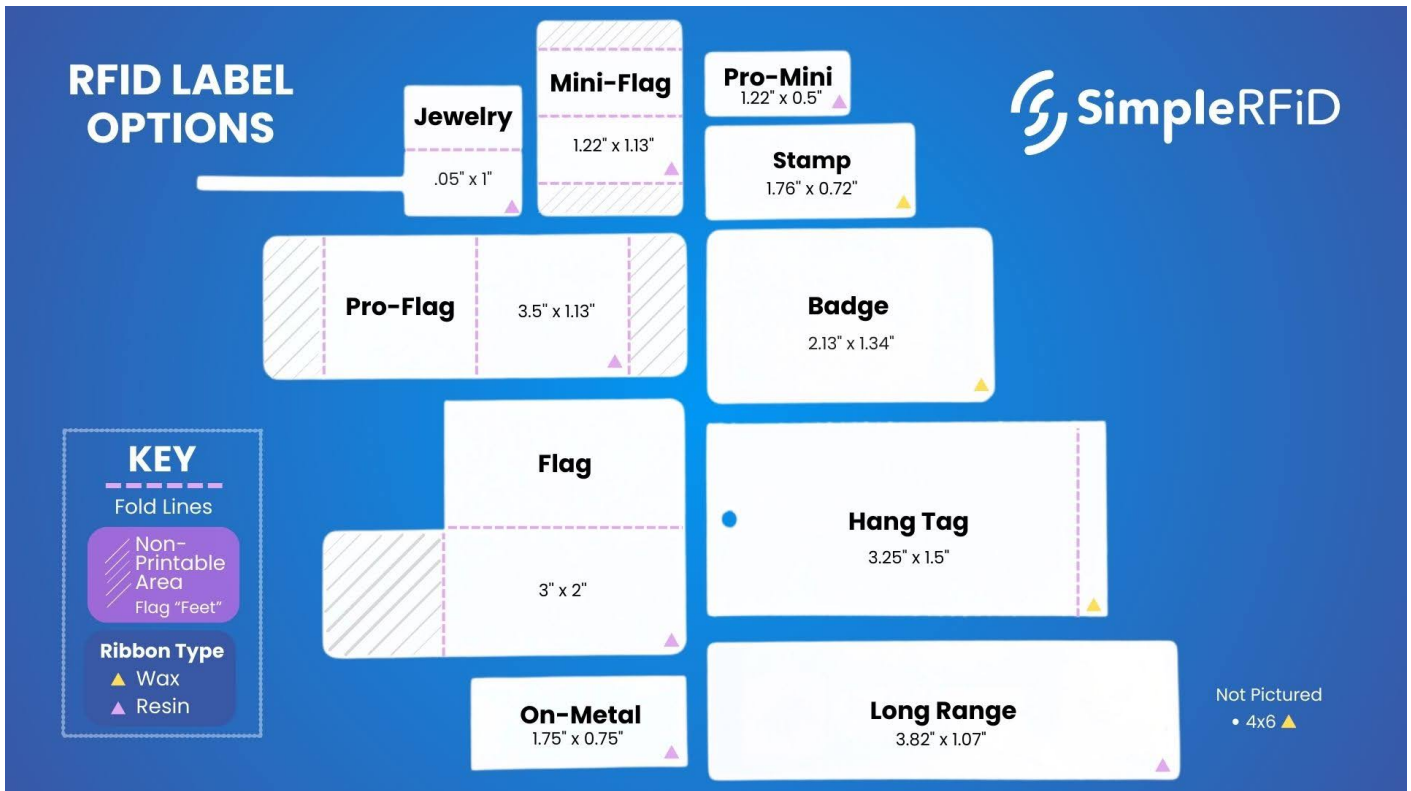 RFID LABEL
OPTIONS
Jewelry
.05" x 1"
Mini-Flag
1.22" x 1.13"
Pro-Mini
1.22" x 0.5"
Stamp
1.76" x 0.72"
SimpleRFiD
Pro-Flag
3.5" x 1.13"
Badge
2.13" x 1.34"
Flag
3" x 2"
Hang Tag
3.25" x 1.5"
On-Metal
1.75" x 0.75"
Long Range
3.82" x 1.07"
KEY
Fold Lines
Non-
Printable
Area
Flag “Feet”
Ribbon Type
Wax
Resin
Not Pictured
• 4x6